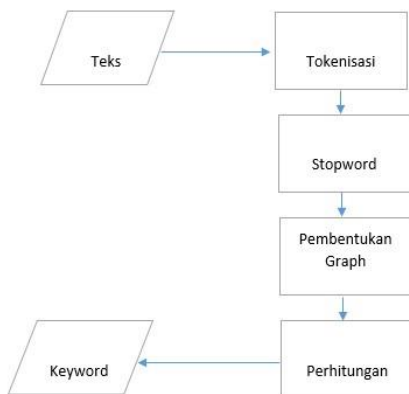 Teks
Tokenisasi
Stopword
Pembentukan
Graph
Perhitungan
Keyword